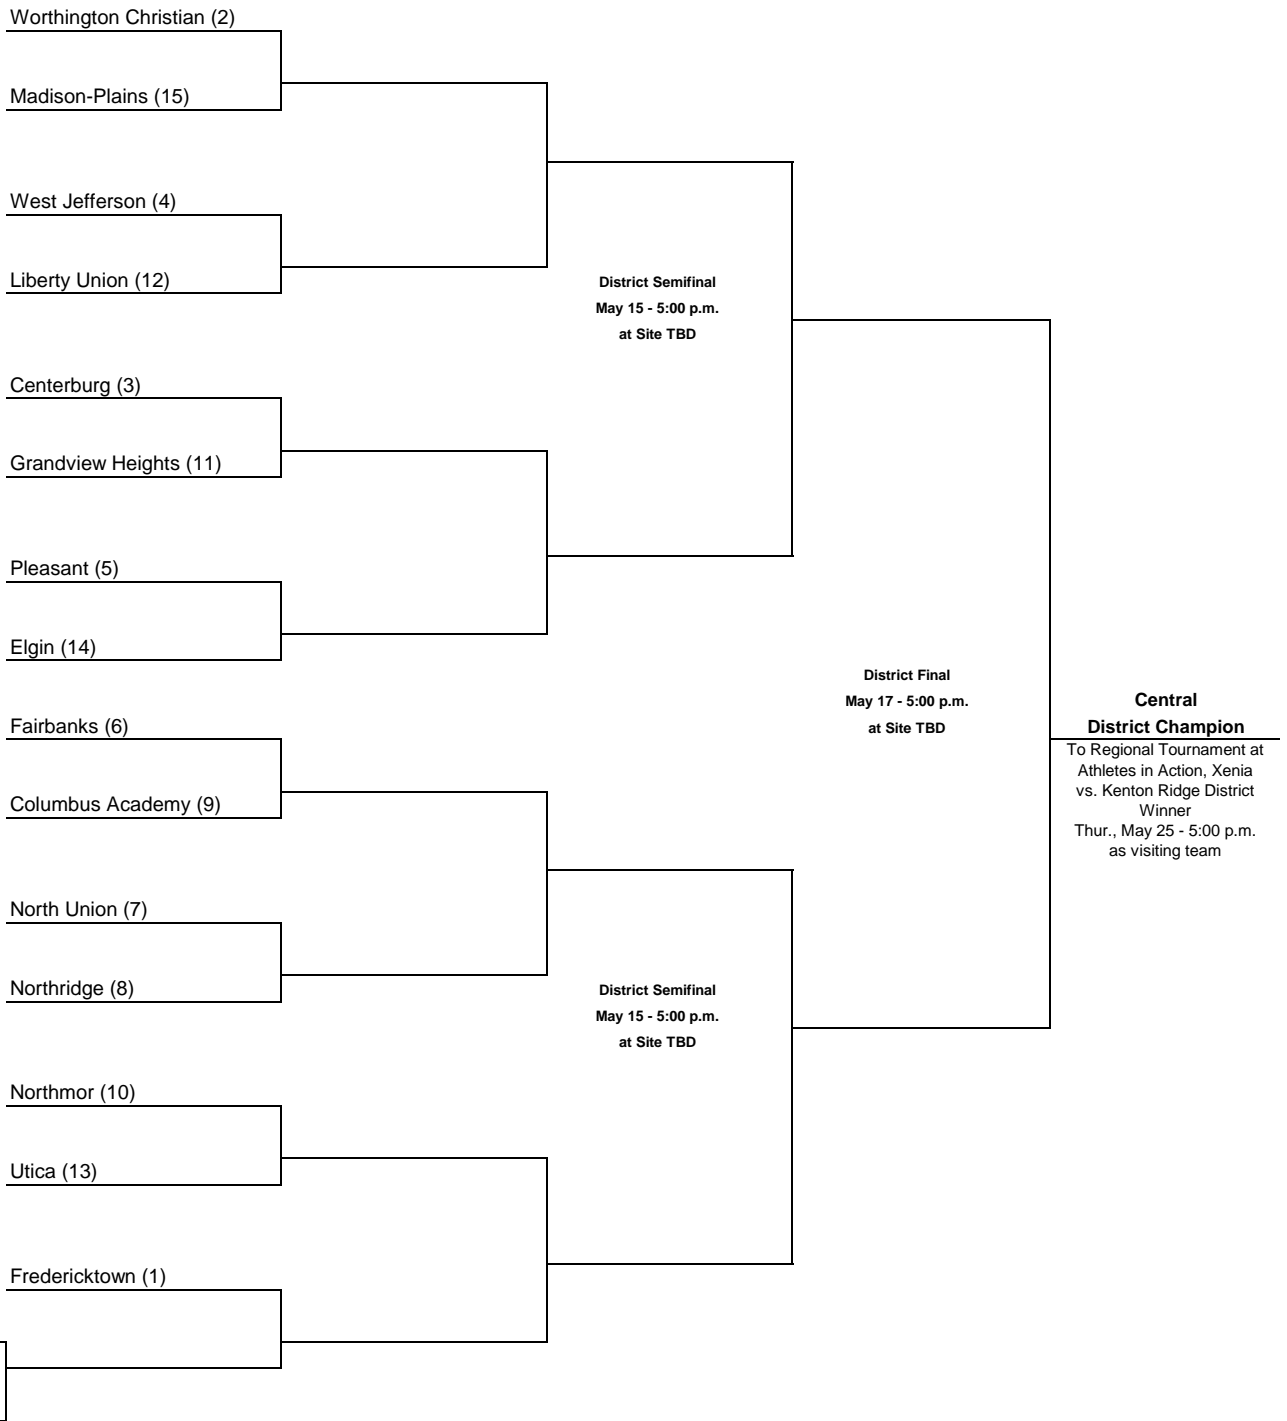 Worthington Christian (2)
Madison-Plains (15)
West Jefferson (4)
Liberty Union (12)
District Semifinal
May 15 - 5:00 p.m.
at Site TBD
Centerburg (3)
Grandview Heights (11)
Pleasant (5)
Elgin (14)
District Final
May 17 - 5:00 p.m.
at Site TBD
Central
District Champion
To Regional Tournament at
Athletes in Action, Xenia
vs. Kenton Ridge District
Winner
Thur., May 25 - 5:00 p.m.
as visiting team
Fairbanks (6)
Columbus Academy (9)
North Union (7)
Northridge (8)
District Semifinal
May 15 - 5:00 p.m.
at Site TBD
Northmor (10)
Utica (13)
Fredericktown (1)